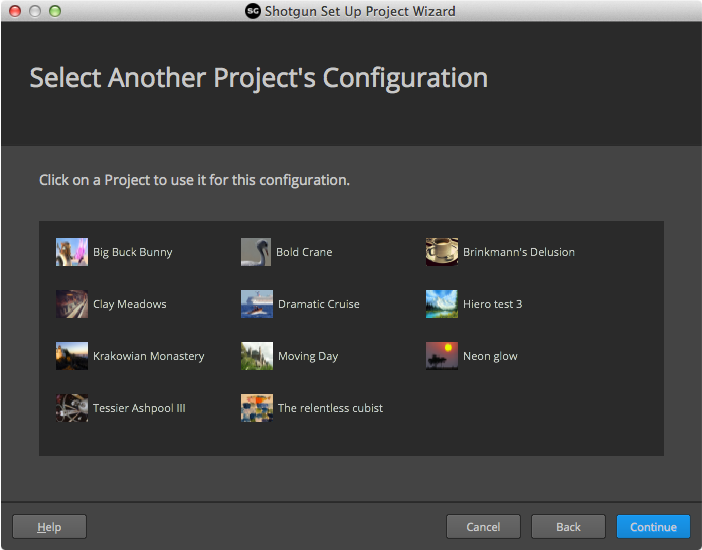 SG Shotgun Set Up Project Wizard
Select Another Project's Configuration
Click on a Project to use it for this configuration.
Big Buck Bunny Bold Crane Brinkmann's Delusion
Clay Meadows Dramatic Cruise Hiero test 3
Krakowian Monastery Moving Day Neon glow
Tessier Ashpool III The relentless cubist
Help Cancel Back Continue